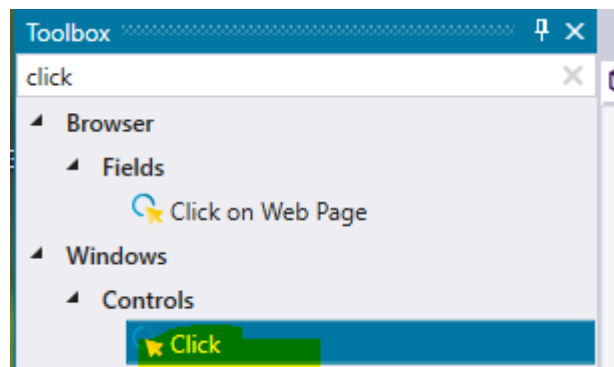 Toolbox
click
Browser
Fields
Click on Web Page
Windows
Controls
Click